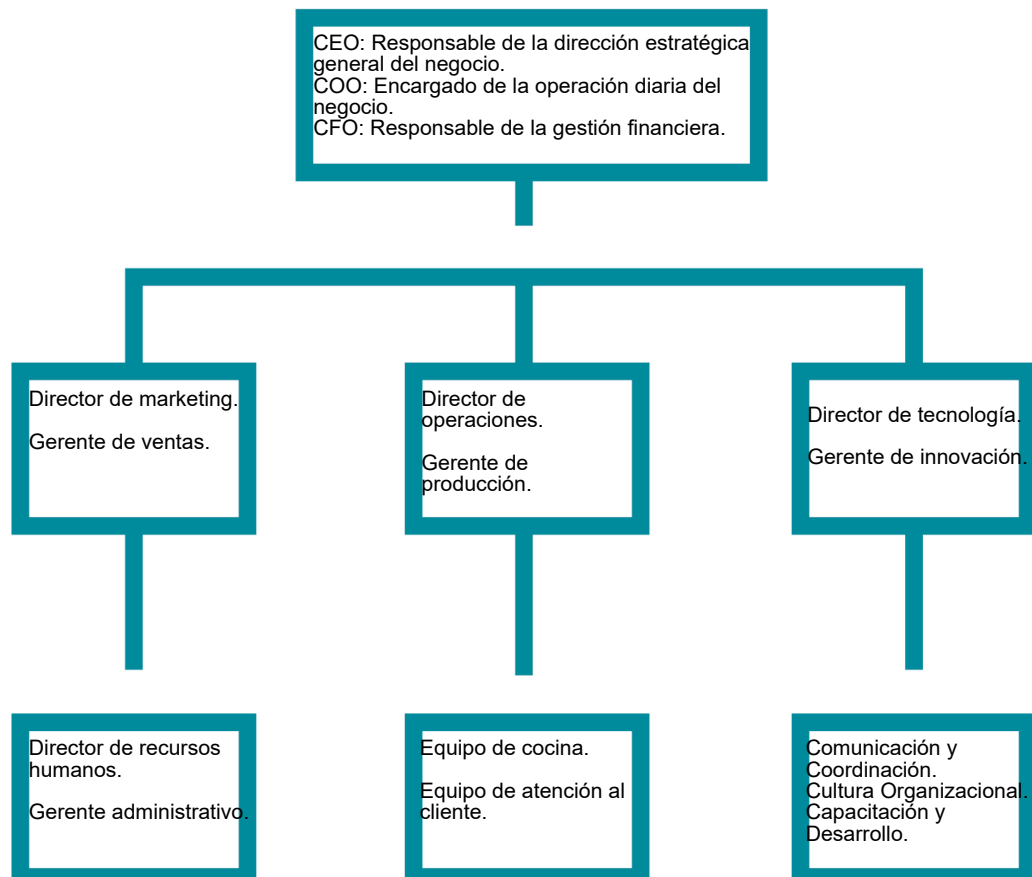 CEO: Responsable de la dirección estratégica
general del negocio.
COO: Encargado de la operación diaria del
negocio.
CFO: Responsable de la gestión financiera.
Director de marketing.
Gerente de ventas.
Director de
operaciones.
Gerente de
producción.
Director de tecnología.
Gerente de innovación.
Director de recursos
humanos.
Gerente administrativo.
Equipo de cocina.
Equipo de atención al
cliente.
Comunicación y
Coordinación.
Cultura Organizacional.
Capacitación y
Desarrollo.